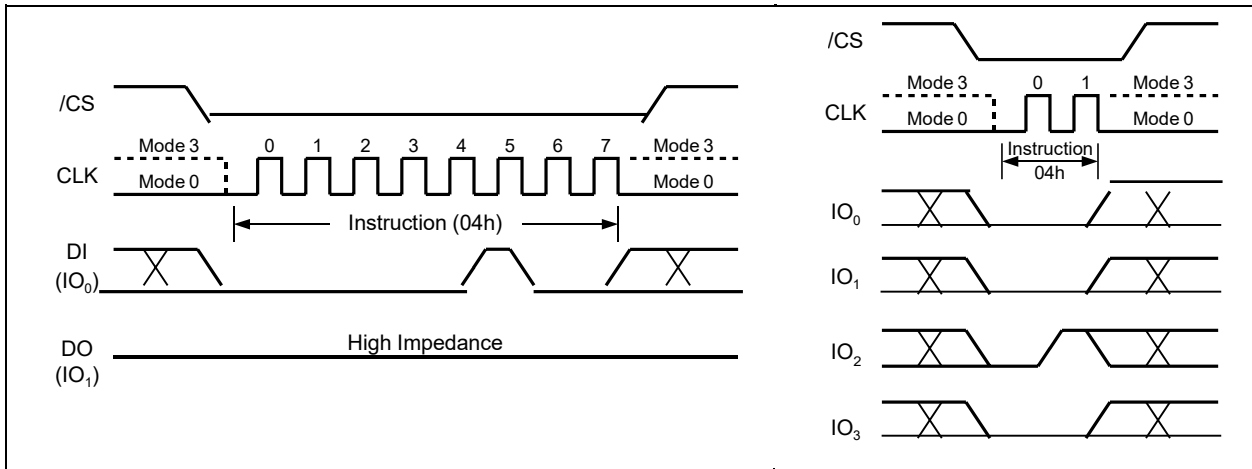 /CS
Mode 3 0 1 2 3 4 5 6 7 Mode 3
CLK
Mode 0 Mode 0
Instruction (04h)
DI
(IO0)
High Impedance
DO
(IO1)
/CS
Mode 3 0 1 Mode 3
CLK
Mode 0 Mode 0
Instruction
04h
IO0
IO1
IO2
IO3